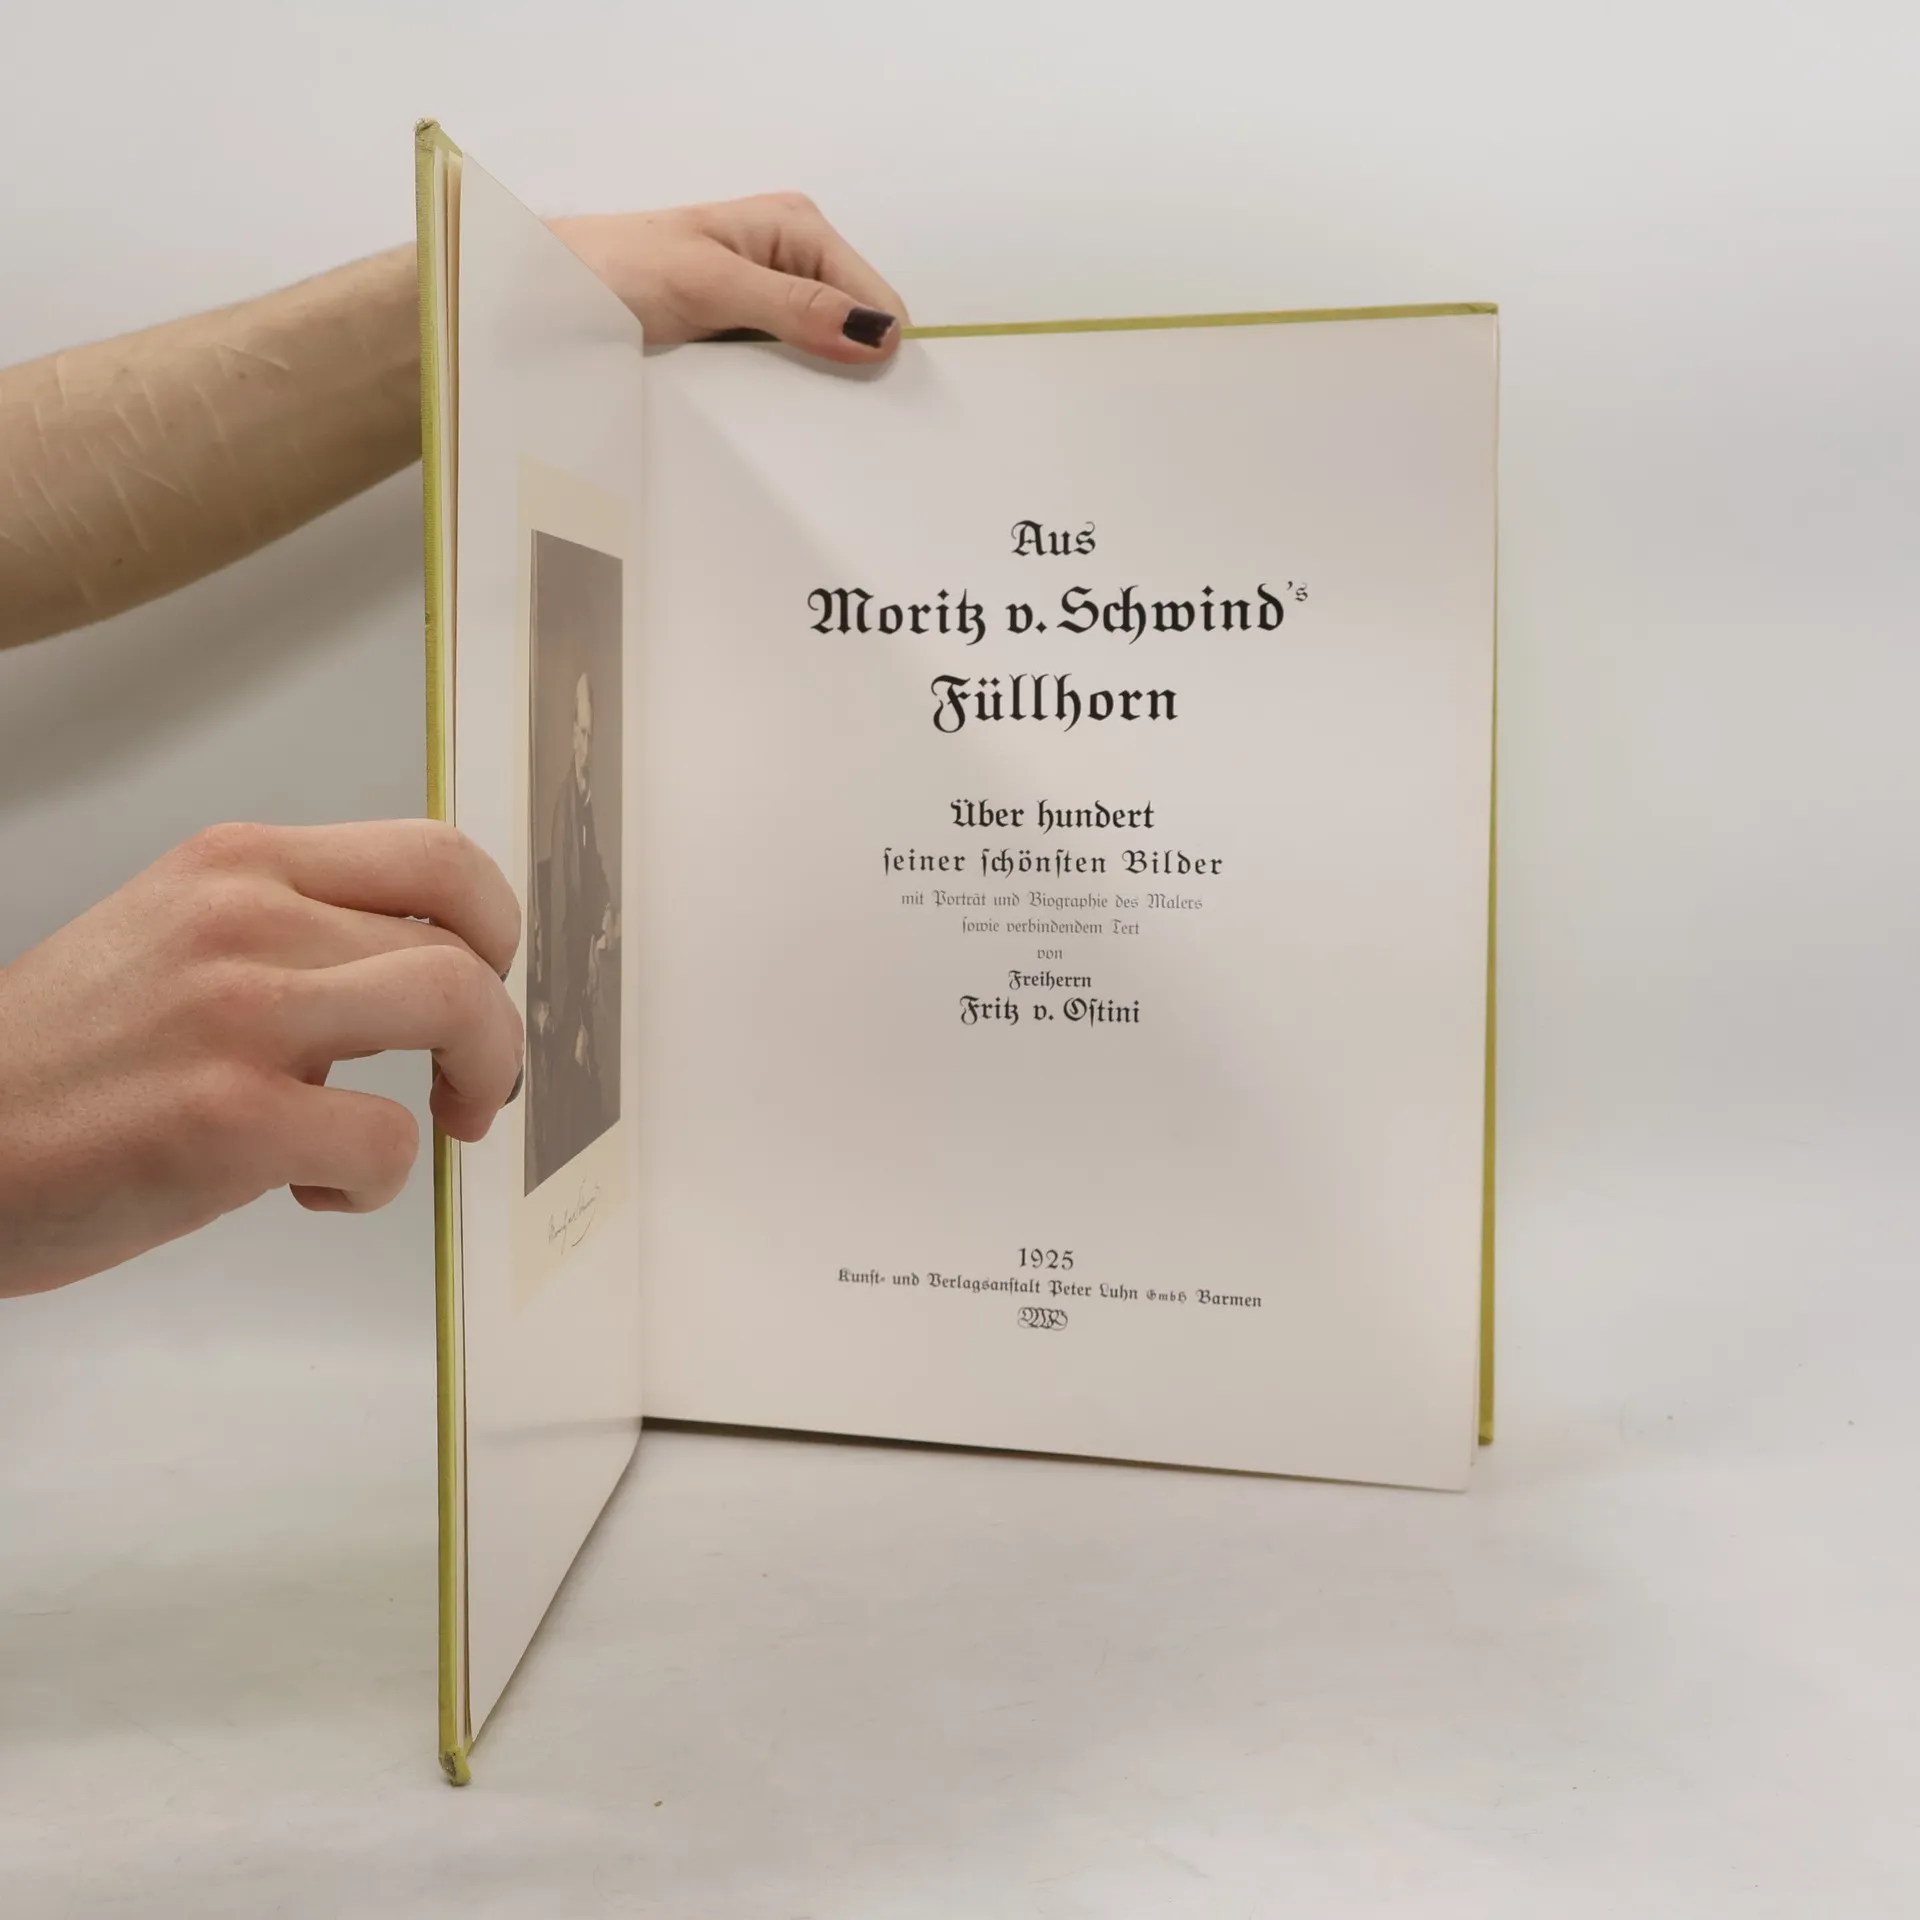 Aus
Moritz v. Schwind's
Füllhorn
Über hundert
seiner schönsten Bilder
mit Porträt und Biographie des Malers
sowie verbindendem Text
von
Freiherrn
Fritz v. Ostini
1925
Kunst- und Verlagsanstalt Peter Luhn GmbH Barmen